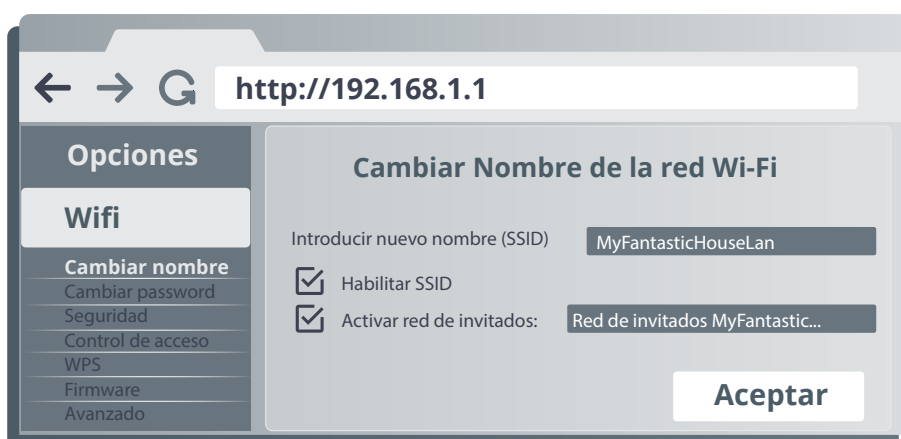 http://192.168.1.1
Opciones
Wifi
Cambiar nombre
Cambiar password
Seguridad
Control de acceso
WPS
Firmware
Avanzado
Cambiar Nombre de la red Wi-Fi
Introducir nuevo nombre (SSID) MyFantasticHouseLan
Habilitar SSID
Activar red de invitados: Red de invitados MyFantastic...
Aceptar